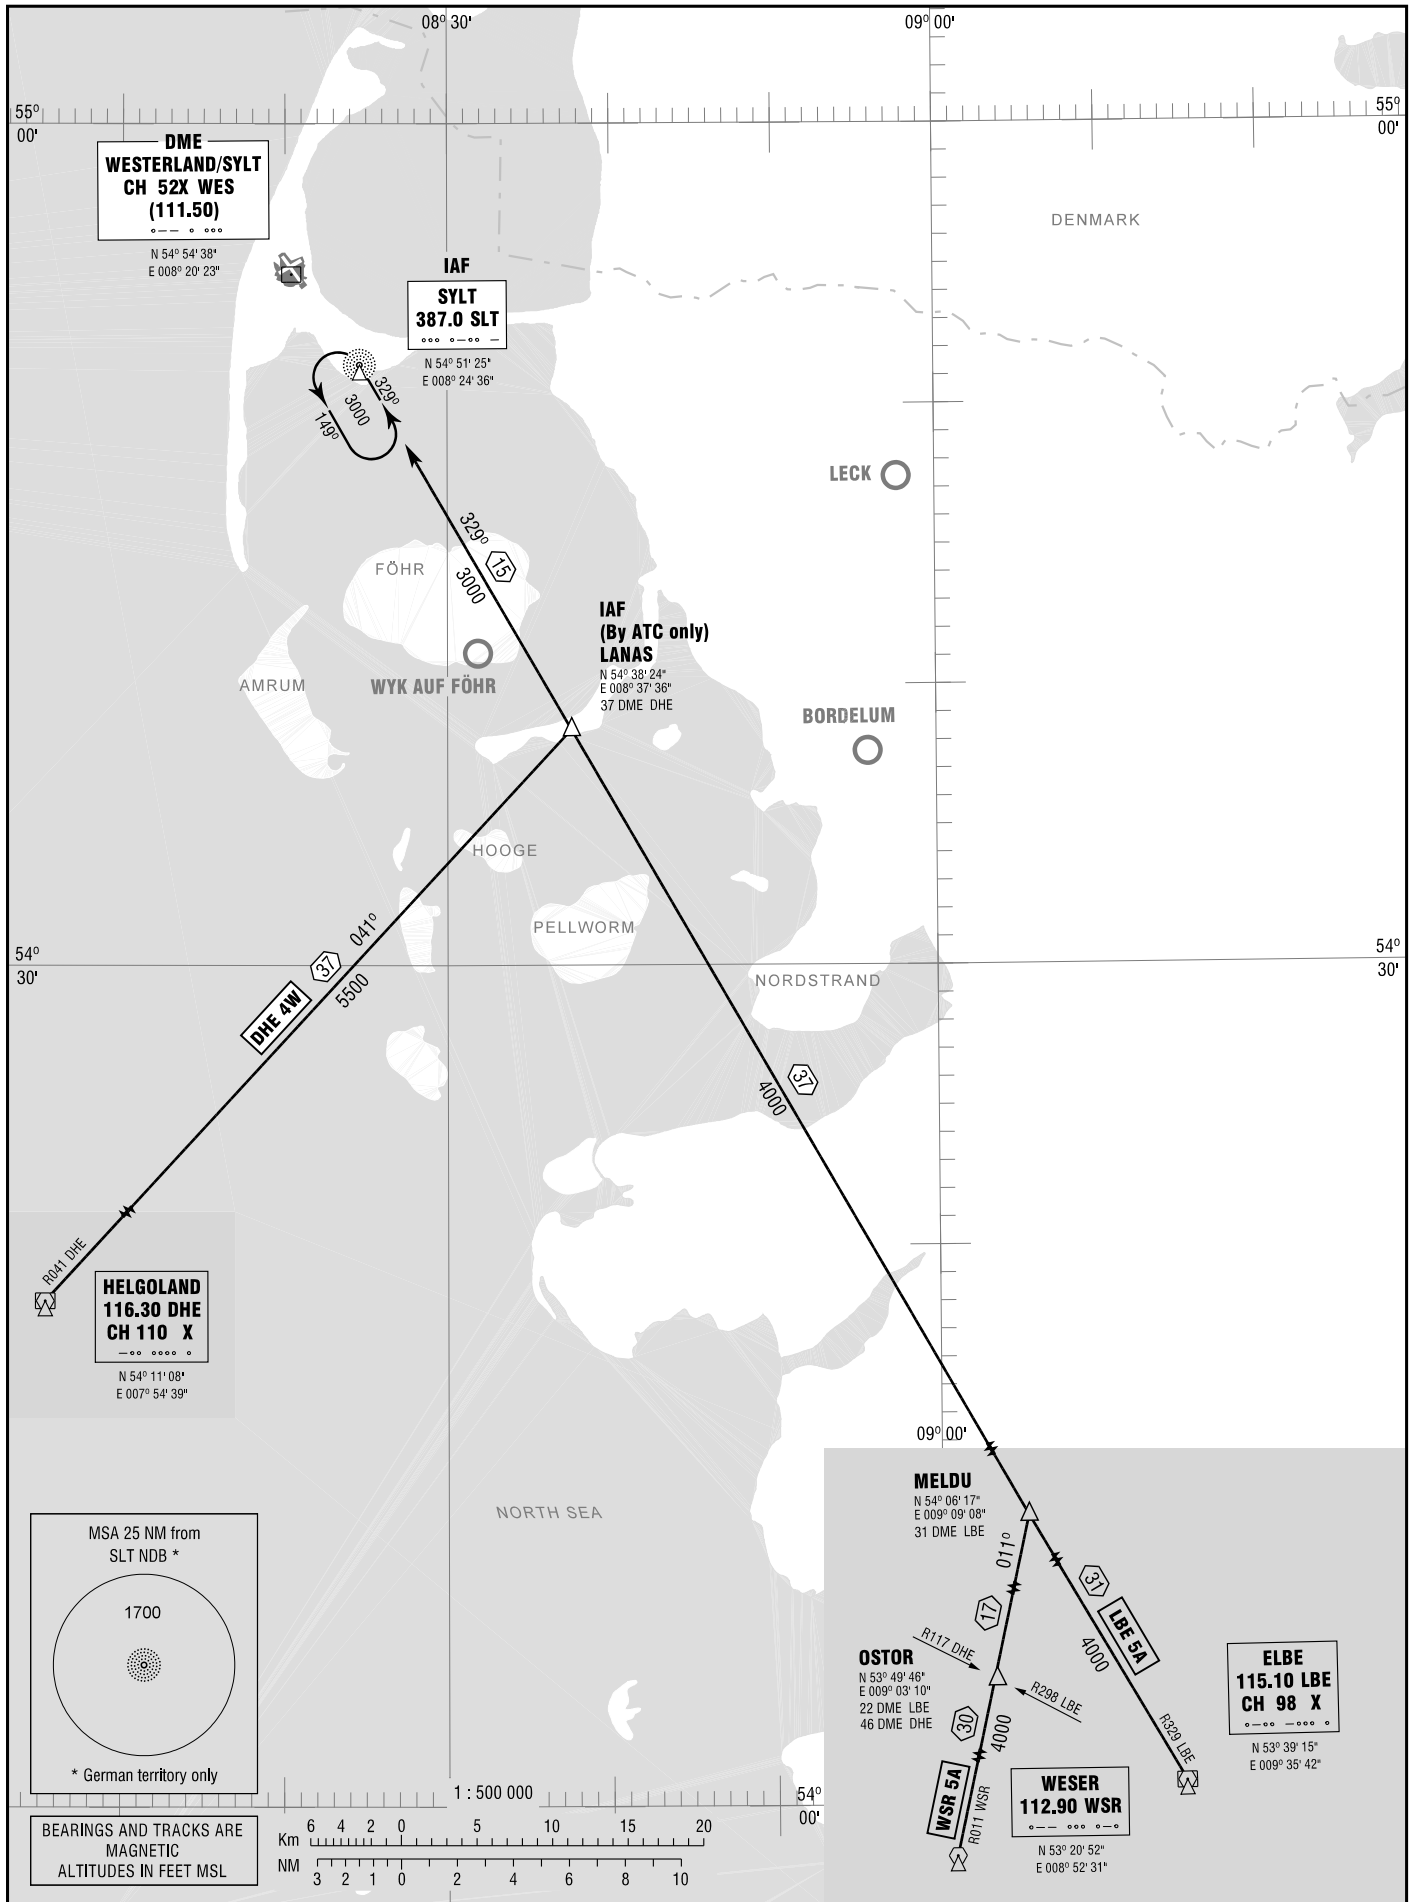 08° 30'
09° 00'
55°
00'
55°
00'
DME
WESTERLAND/SYLT
CH 52X WES
(111.50)
N 54° 54' 38"
E 008° 20' 23"
DENMARK
IAF
SYLT
387.0 SLT
N 54° 51' 25"
E 008° 24' 36"
329°
3000
149°
LECK
329°
15
3000
FÖHR
IAF
(By ATC only)
LANAS
N 54° 38' 24"
E 008° 37' 36"
37 DME DHE
AMRUM
WYK AUF FÖHR
BORDELUM
HOOGE
PELLWORM
54°
30'
54°
30'
041°
37
5500
DHE 4W
NORDSTRAND
37
4000
R041 DHE
HELGOLAND
116.30 DHE
CH 110 X
N 54° 11' 08"
E 007° 54' 39"
09° 00'
MELDU
N 54° 06' 17"
E 009° 09' 08"
31 DME LBE
NORTH SEA
MSA 25 NM from
SLT NDB *
1700
* German territory only
011°
17
31
LBE 5A
4000
R117 DHE
OSTOR
N 53° 49' 46"
E 009° 03' 10"
22 DME LBE
46 DME DHE
R298 LBE
ELBE
115.10 LBE
CH 98 X
N 53° 39' 15"
E 009° 35' 42"
R329 LBE
30
4000
WSR 5A
R011 WSR
WESER
112.90 WSR
N 53° 20' 52"
E 008° 52' 31"
54°
00'
1 : 500 000
BEARINGS AND TRACKS ARE
MAGNETIC
ALTITUDES IN FEET MSL
Km 6 4 2 0 5 10 15 20
NM 3 2 1 0 2 4 6 8 10